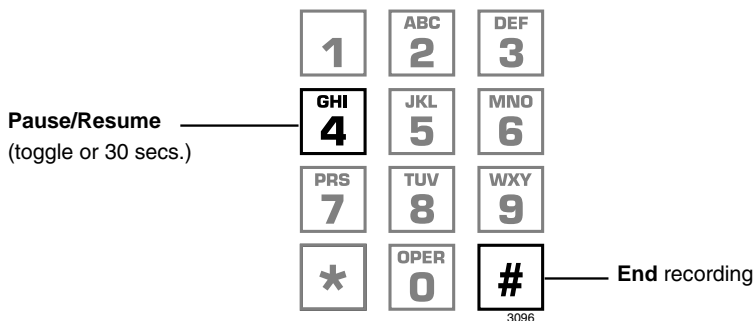 1
ABC
2
DEF
3
Pause/Resume
(toggle or 30 secs.)
GHI
4
JKL
5
MNO
6
PRS
7
TUV
8
WXY
9
*
OPER
0
#
End recording
3096